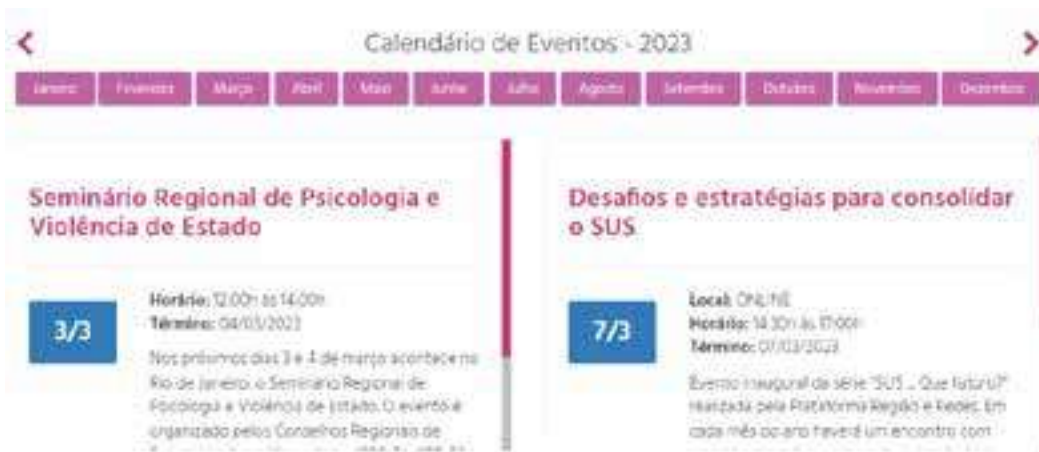 Calendário de Eventos - 2023
Janeiro Fevereiro Março Abril Maio Junho Julho Agosto Setembro Outubro Novembro Dezembro
Seminário Regional de Psicologia e
Violência de Estado
3/3
Horário: 12:00h às 14:00h
Término: 04/03/2023
Nos próximos dias 3 e 4 de março acontece no
Rio de Janeiro, o Seminário Regional de
Psicologia e Violência de Estado. O evento é
organizado pelos Conselhos Regionais de
Desafios e estratégias para consolidar
o SUS
7/3
Local: ONLINE
Horário: 14:30h às 17:00h
Término: 07/03/2023
Evento inaugural da série "SUS ... Que futuro?"
realizada pela Plataforma Região e Redes. Em
cada mês do ano haverá um encontro com